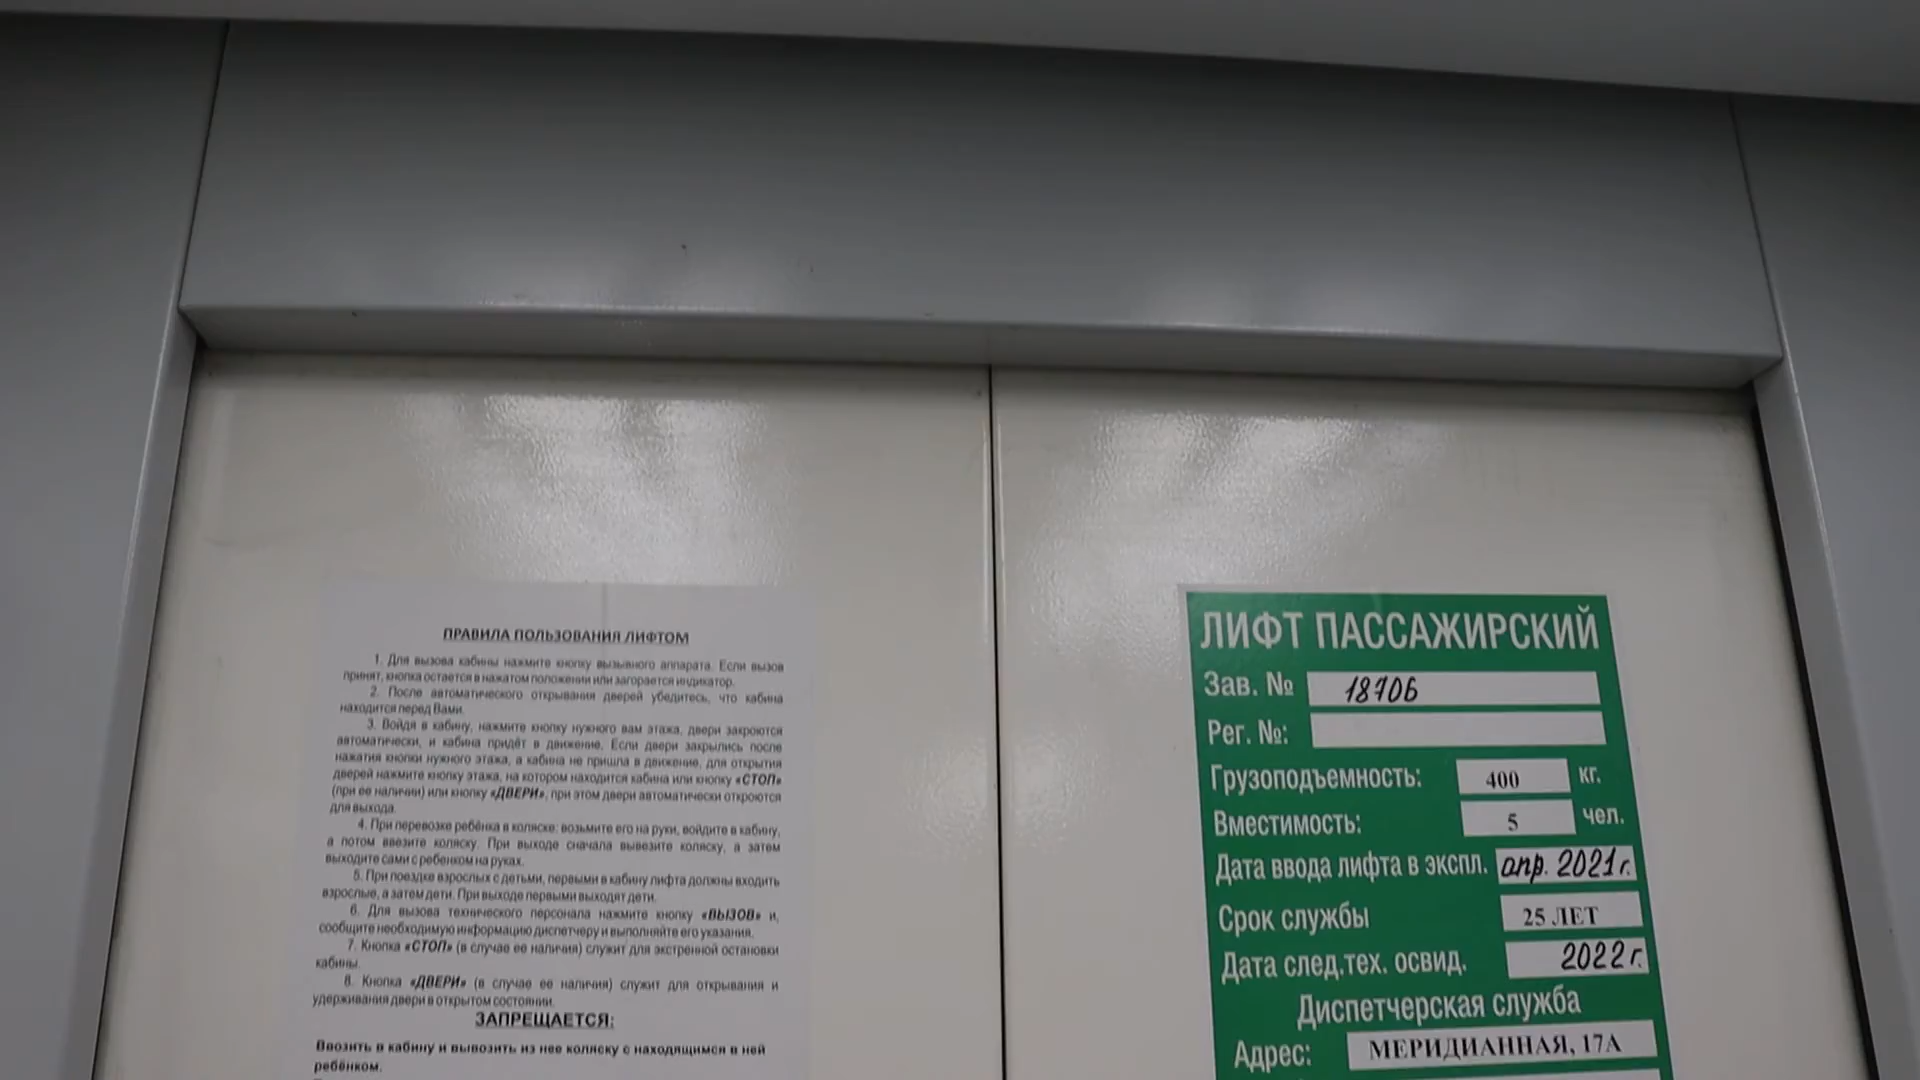 ПРАВИЛА ПОЛЬЗОВАНИЯ ЛИФТОМ
1. Для вызова кабины нажмите кнопку вызывного аппарата. Если вызов
принят, кнопка остается в нажатом положении или загорается индикатор.
2. После автоматического открывания дверей убедитесь, что кабина
находится перед Вами.
3. Войдя в кабину, нажмите кнопку нужного вам этажа, двери закроются
автоматически, и кабина придёт в движение. Если двери закрылись после
нажатия кнопки нужного этажа, а кабина не пришла в движение, для открытия
дверей нажмите кнопку этажа, на котором находится кабина или кнопку «СТОП»
(при ее наличии) или кнопку «ДВЕРИ», при этом двери автоматически откроются
для выхода.
4. При перевозке ребёнка в коляске: возьмите его на руки, войдите в кабину,
а потом ввезите коляску. При выходе сначала вывезите коляску, а затем
выходите сами с ребенком на руках.
5. При поездке взрослых с детьми, первыми в кабину лифта должны входить
взрослые, а затем дети. При выходе первыми выходят дети.
6. Для вызова технического персонала нажмите кнопку «ВЫЗОВ» и,
сообщите необходимую информацию диспетчеру и выполняйте его указания.
7. Кнопка «СТОП» (в случае ее наличия) служит для экстренной остановки
кабины.
8. Кнопка «ДВЕРИ» (в случае ее наличия) служит для открывания и
удерживания двери в открытом состоянии.
ЗАПРЕЩАЕТСЯ:
Ввозить в кабину и вывозить из нее коляску с находящимся в ней
ребёнком.
ЛИФТ ПАССАЖИРСКИЙ
Зав. № 18706
Рег. №:
Грузоподъемность: 400 кг.
Вместимость: 5 чел.
Дата ввода лифта в экспл. апр. 2021г.
Срок службы 25 ЛЕТ
Дата след.тех. освид. 2022г.
Диспетчерская служба
Адрес: МЕРИДИАННАЯ, 17А